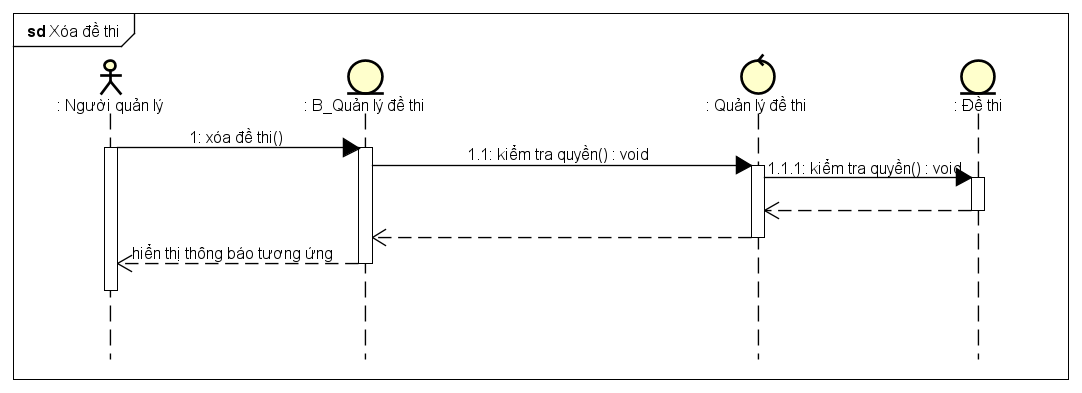 sd Xóa đề thi
: Người quản lý
: B_Quản lý đề thi
: Quản lý đề thi
: Đề thi
1: xóa đề thi()
1.1: kiểm tra quyền() : void
1.1.1: kiểm tra quyền() : void
hiển thị thông báo tương ứng